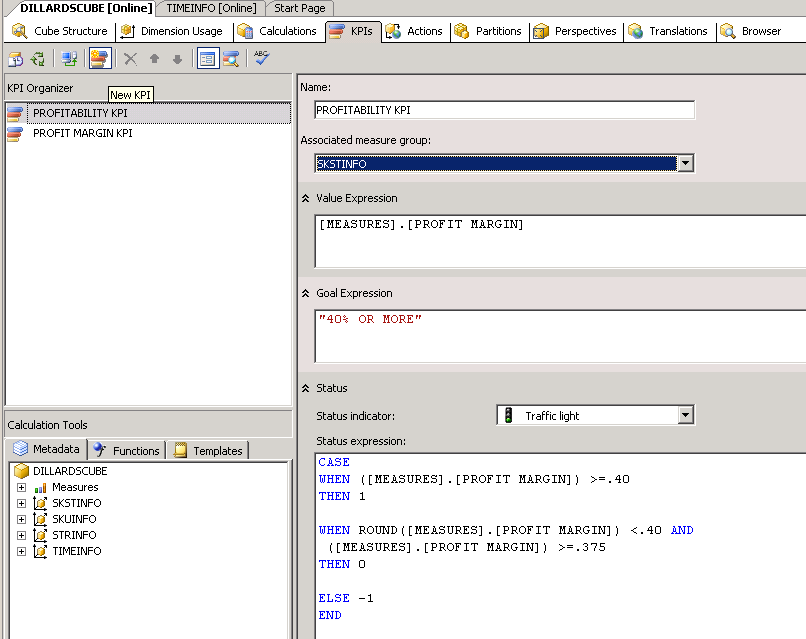 DILLARDSCUBE [Online] TIMEINFO [Online] Start Page
Cube Structure Dimension Usage Calculations KPIs Actions Partitions Perspectives Translations Browser
ABC
KPI Organizer
New KPI
PROFITABILITY KPI
PROFIT MARGIN KPI
Name:
PROFITABILITY KPI
Associated measure group:
SKSTINFO
Value Expression
[MEASURES].[PROFIT MARGIN]
Goal Expression
"40% OR MORE"
Status
Status indicator: Traffic light
Status expression:
CASE
WHEN ([MEASURES].[PROFIT MARGIN]) >=.40
THEN 1
WHEN ROUND([MEASURES].[PROFIT MARGIN]) <.40 AND
([MEASURES].[PROFIT MARGIN]) >=.375
THEN 0
ELSE -1
END
Calculation Tools
Metadata Functions Templates
DILLARDSCUBE
Measures
SKSTINFO
SKUINFO
STRINFO
TIMEINFO